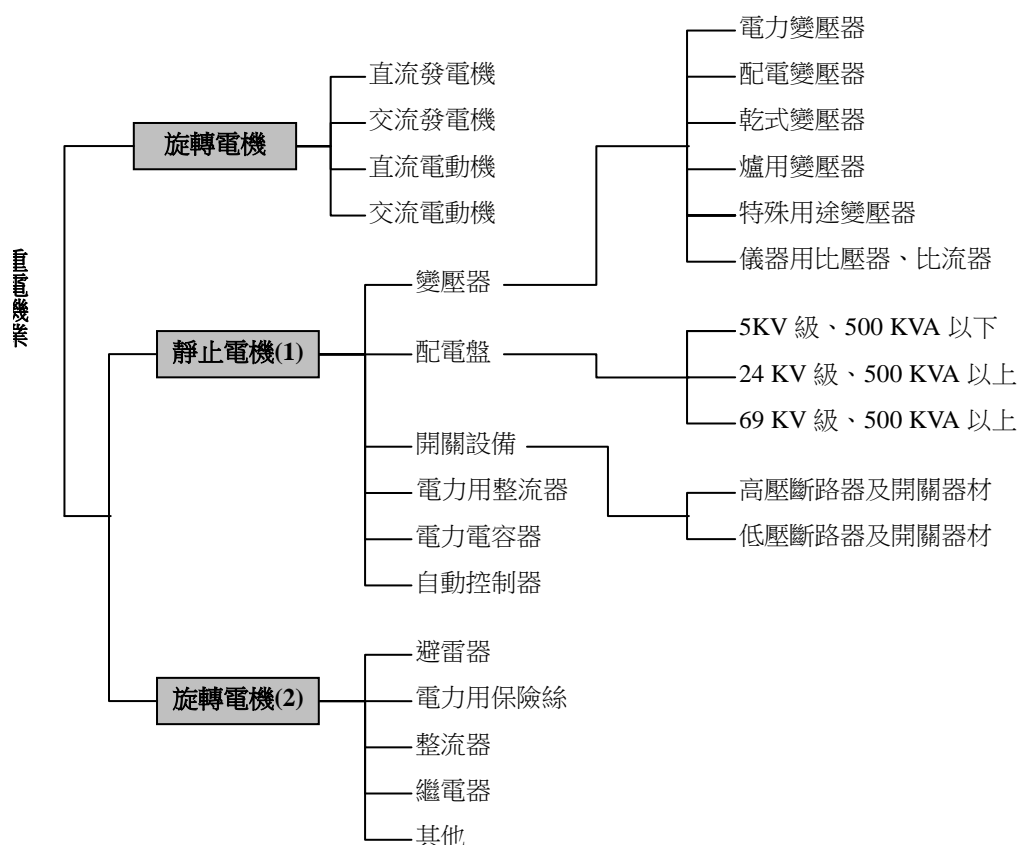 重電機業
旋轉電機
直流發電機
交流發電機
直流電動機
交流電動機
靜止電機(1)
變壓器
電力變壓器
配電變壓器
乾式變壓器
爐用變壓器
特殊用途變壓器
儀器用比壓器、比流器
配電盤
5KV 級、500 KVA 以下
24 KV 級、500 KVA 以上
69 KV 級、500 KVA 以上
開關設備
高壓斷路器及開關器材
低壓斷路器及開關器材
電力用整流器
電力電容器
自動控制器
旋轉電機(2)
避雷器
電力用保險絲
整流器
繼電器
其他